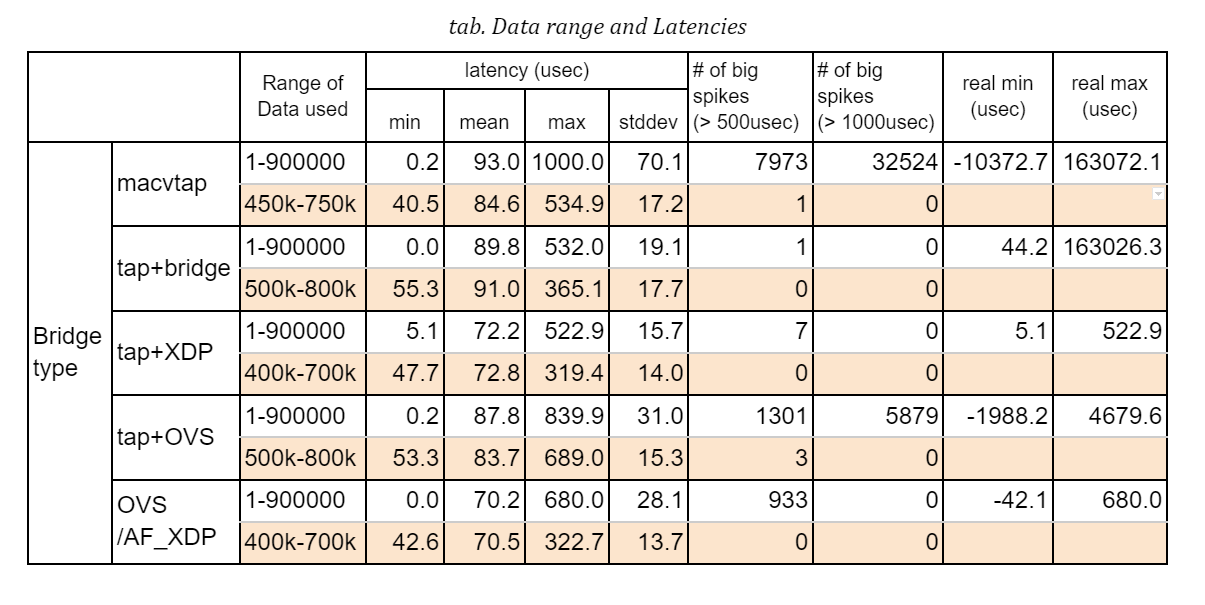 tab. Data range and Latencies
Range of Data used latency (usec) # of big spikes (> 500usec) # of big spikes (> 1000usec) real min (usec) real max (usec)
min mean max stddev
Bridge type
macvtap
1-900000 0.2 93.0 1000.0 70.1 7973 32524 -10372.7 163072.1
450k-750k 40.5 84.6 534.9 17.2 1 0
tap+bridge
1-900000 0.0 89.8 532.0 19.1 1 0 44.2 163026.3
500k-800k 55.3 91.0 365.1 17.7 0 0
tap+XDP
1-900000 5.1 72.2 522.9 15.7 7 0 5.1 522.9
400k-700k 47.7 72.8 319.4 14.0 0 0
tap+OVS
1-900000 0.2 87.8 839.9 31.0 1301 5879 -1988.2 4679.6
500k-800k 53.3 83.7 689.0 15.3 3 0
OVS /AF_XDP
1-900000 0.0 70.2 680.0 28.1 933 0 -42.1 680.0
400k-700k 42.6 70.5 322.7 13.7 0 0